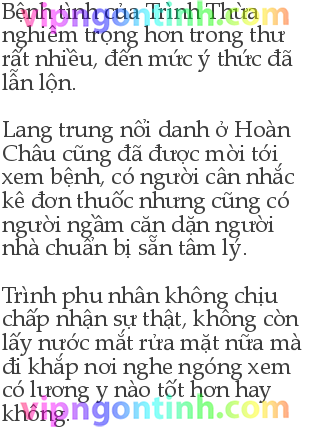 Bệnh tình của Trình Thừa
nghiêm trọng hơn trong thư
rất nhiều, đến mức ý thức đã
lẫn lộn.
Lang trung nổi danh ở Hoàn
Châu cũng đã được mời tới
xem bệnh, có người cân nhắc
kê đơn thuốc nhưng cũng có
người ngầm căn dặn người
nhà chuẩn bị sẵn tâm lý.
Trình phu nhân không chịu
chấp nhận sự thật, không còn
lấy nước mắt rửa mặt nữa mà
đi khắp nơi nghe ngóng xem
có lương y nào tốt hơn hay
không.
vipngontinh.com
vipngontinh.com